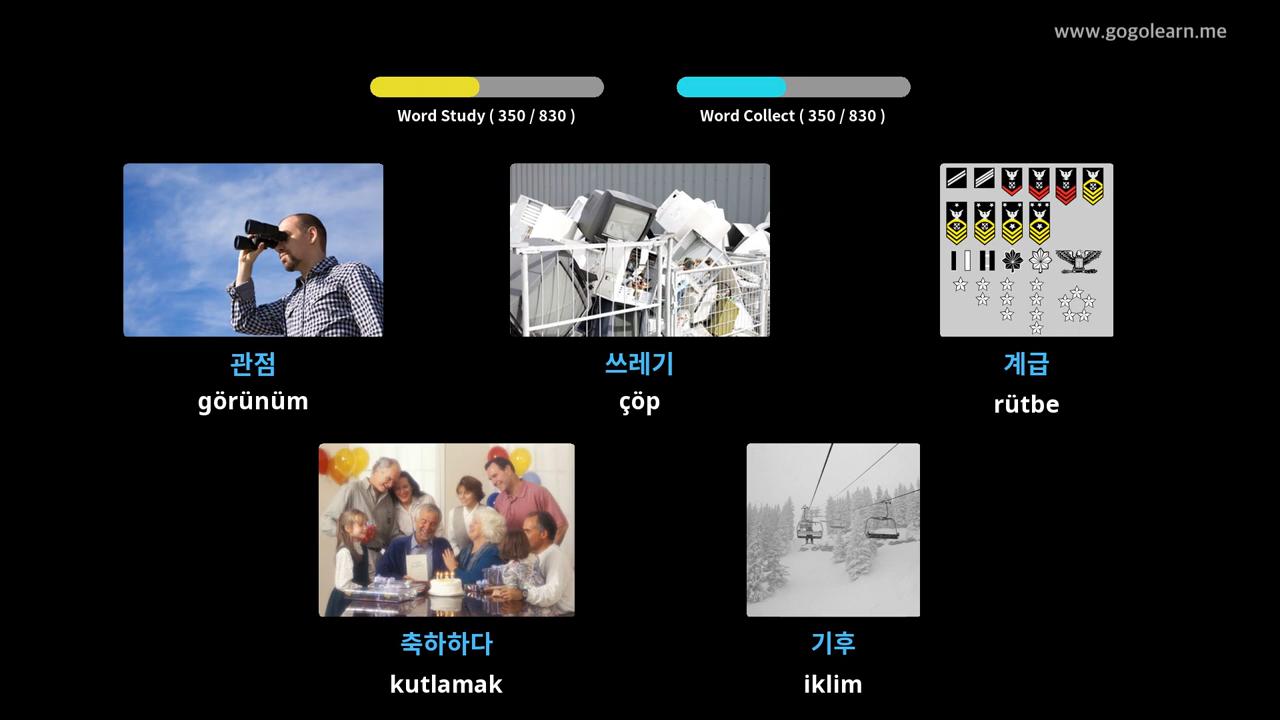 www.gogolearn.me
Word Study ( 350 / 830 )
Word Collect ( 350 / 830 )
관점
görünüm
쓰레기
çöp
계급
rütbe
축하하다
kutlamak
기후
iklim